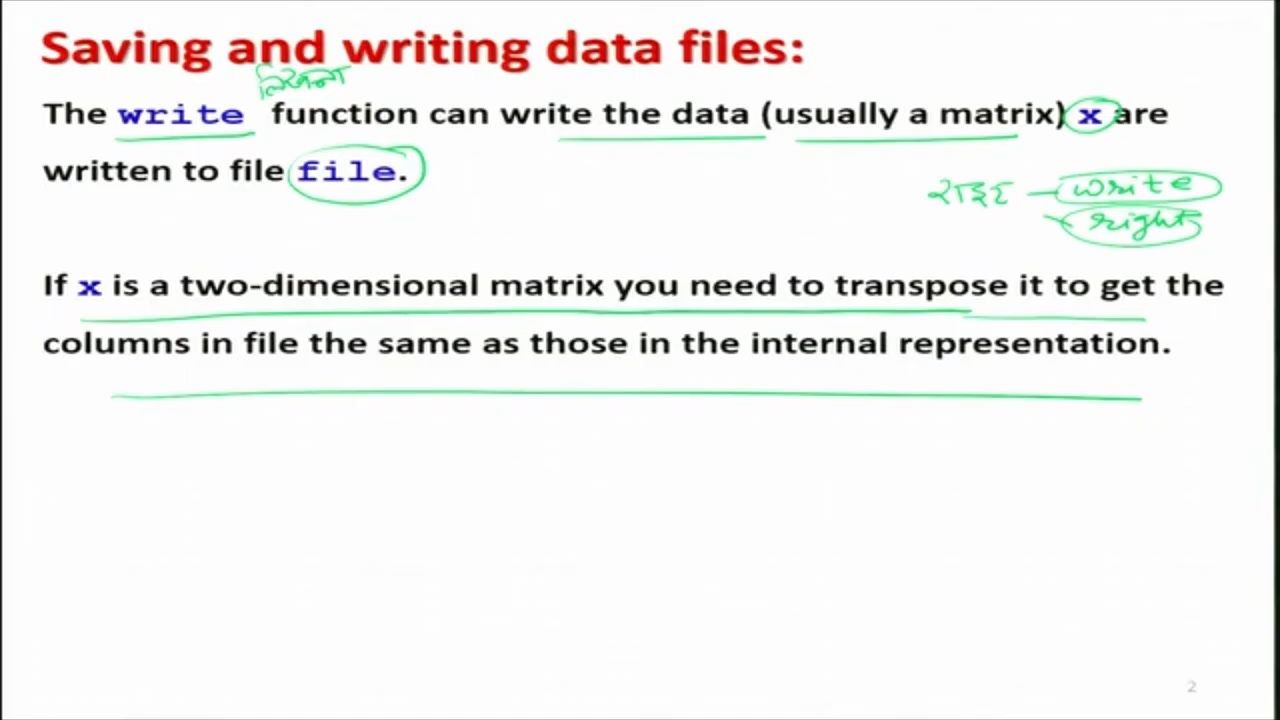 Saving and writing data files:
लिखना
The write function can write the data (usually a matrix) x are
written to file file.
राइट - write
right
If x is a two-dimensional matrix you need to transpose it to get the
columns in file the same as those in the internal representation.
2